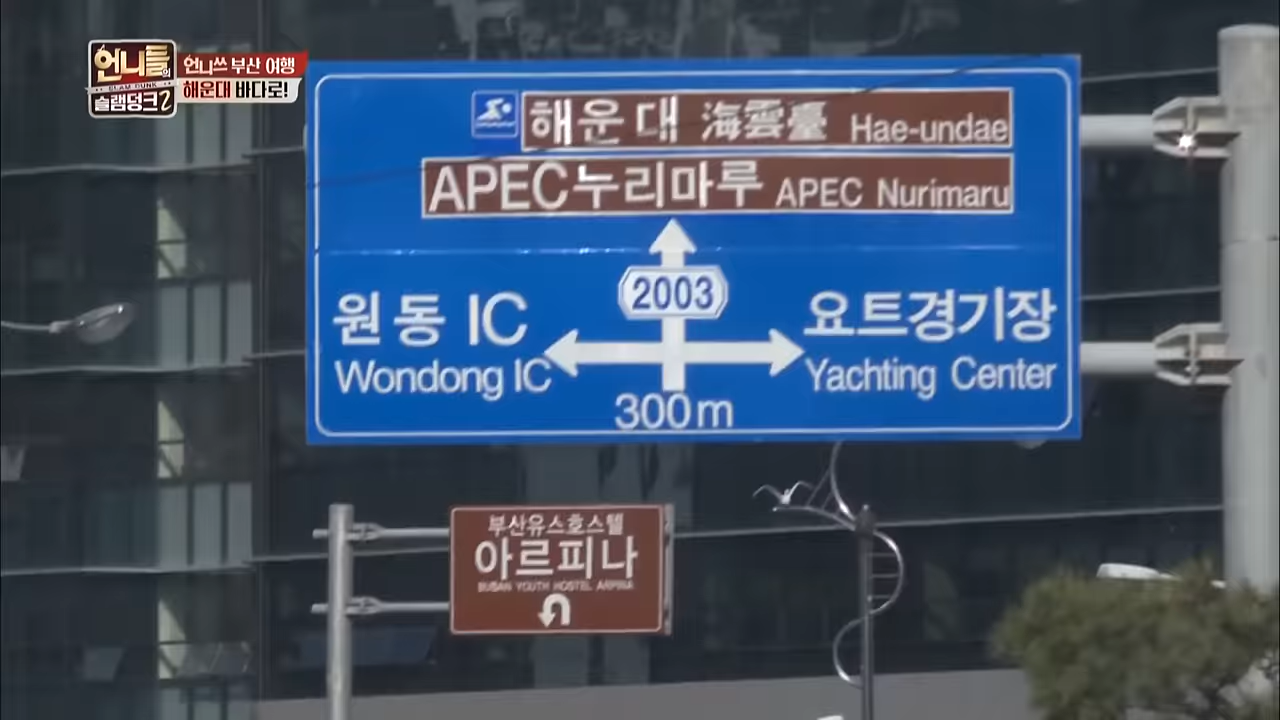 언니들의
SLAM DUNK
슬램덩크2
언니쓰 부산 여행
해운대 바다로!
해운대 海雲臺 Hae-undae
APEC누리마루 APEC Nurimaru
2003
원동 IC
Wondong IC
요트경기장
Yachting Center
300m
부산유스호스텔
아르피나
BUSAN YOUTH HOSTEL ARPINA